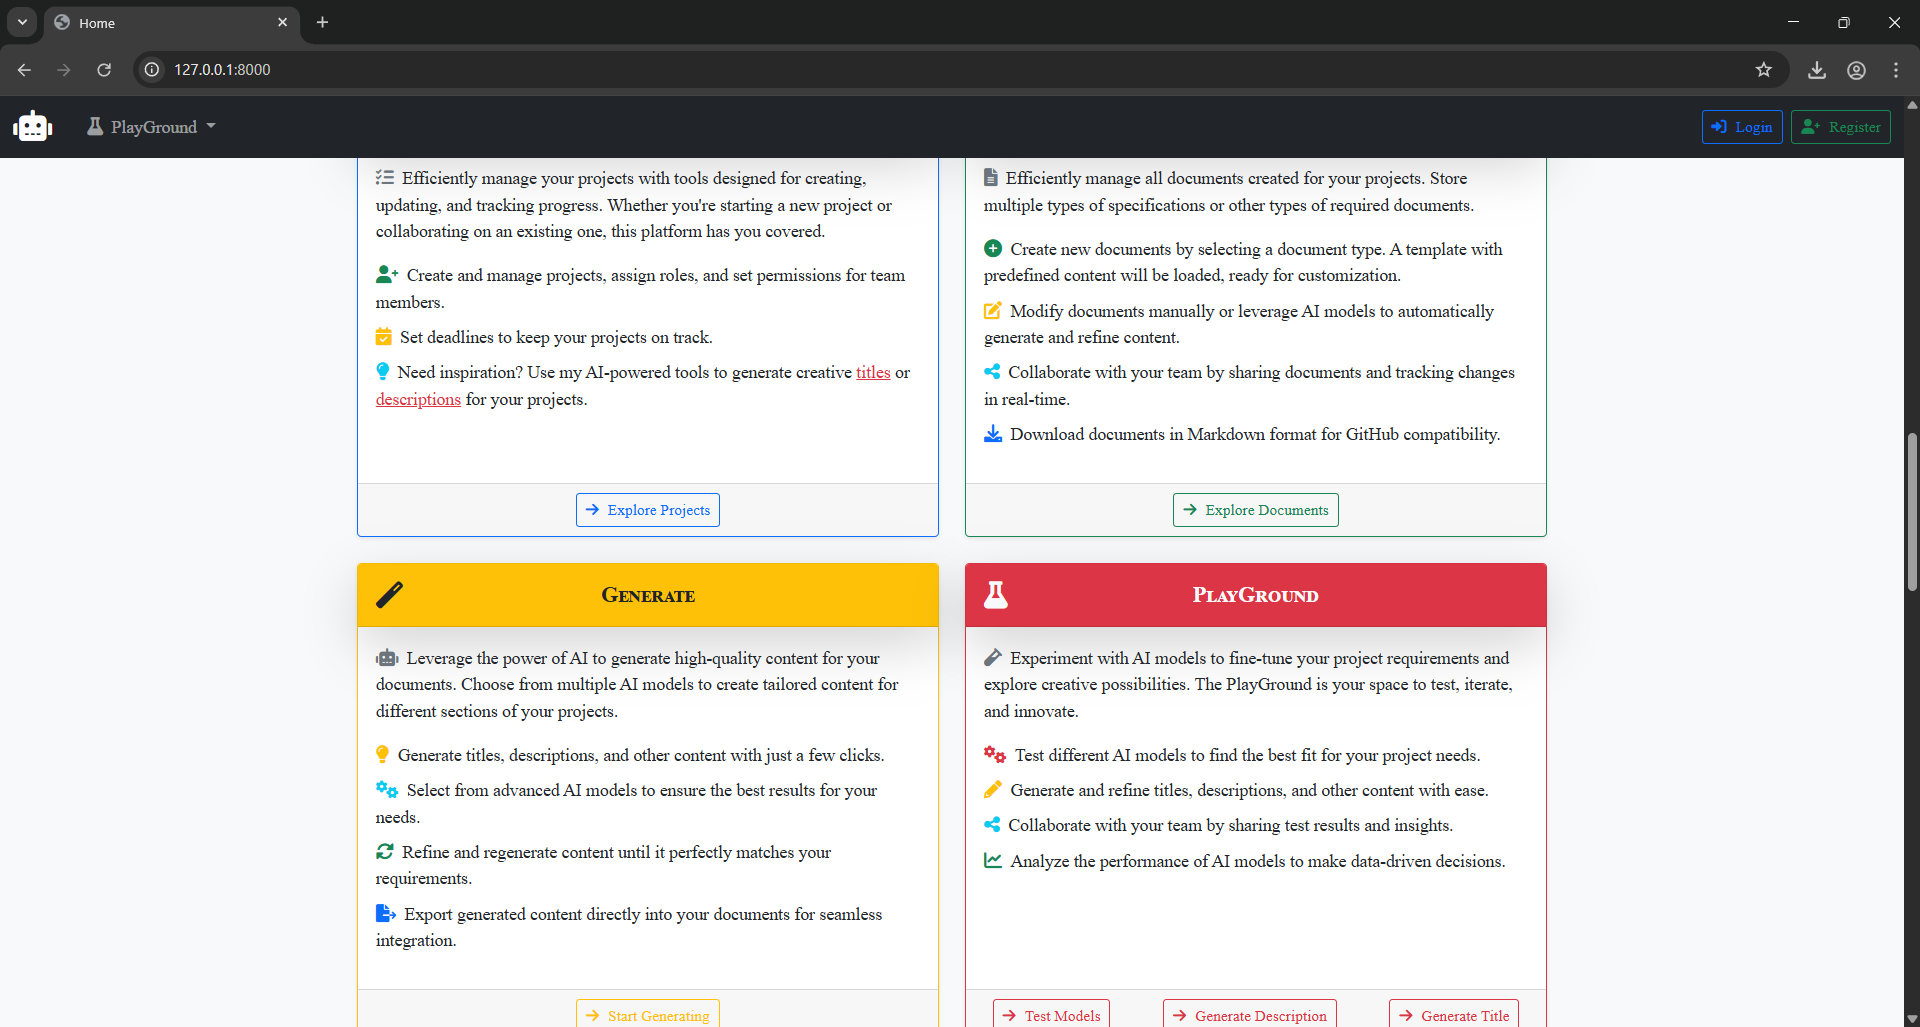 Home
127.0.0.1:8000
PlayGround
Login
Register
Efficiently manage your projects with tools designed for creating,
updating, and tracking progress. Whether you're starting a new project or
collaborating on an existing one, this platform has you covered.
Create and manage projects, assign roles, and set permissions for team
members.
Set deadlines to keep your projects on track.
Need inspiration? Use my AI-powered tools to generate creative titles or
descriptions for your projects.
Explore Projects
Efficiently manage all documents created for your projects. Store
multiple types of specifications or other types of required documents.
Create new documents by selecting a document type. A template with
predefined content will be loaded, ready for customization.
Modify documents manually or leverage AI models to automatically
generate and refine content.
Collaborate with your team by sharing documents and tracking changes
in real-time.
Download documents in Markdown format for GitHub compatibility.
Explore Documents
Generate
Leverage the power of AI to generate high-quality content for your
documents. Choose from multiple AI models to create tailored content for
different sections of your projects.
Generate titles, descriptions, and other content with just a few clicks.
Select from advanced AI models to ensure the best results for your
needs.
Refine and regenerate content until it perfectly matches your
requirements.
Export generated content directly into your documents for seamless
integration.
Start Generating
PlayGround
Experiment with AI models to fine-tune your project requirements and
explore creative possibilities. The PlayGround is your space to test, iterate,
and innovate.
Test different AI models to find the best fit for your project needs.
Generate and refine titles, descriptions, and other content with ease.
Collaborate with your team by sharing test results and insights.
Analyze the performance of AI models to make data-driven decisions.
Test Models
Generate Description
Generate Title